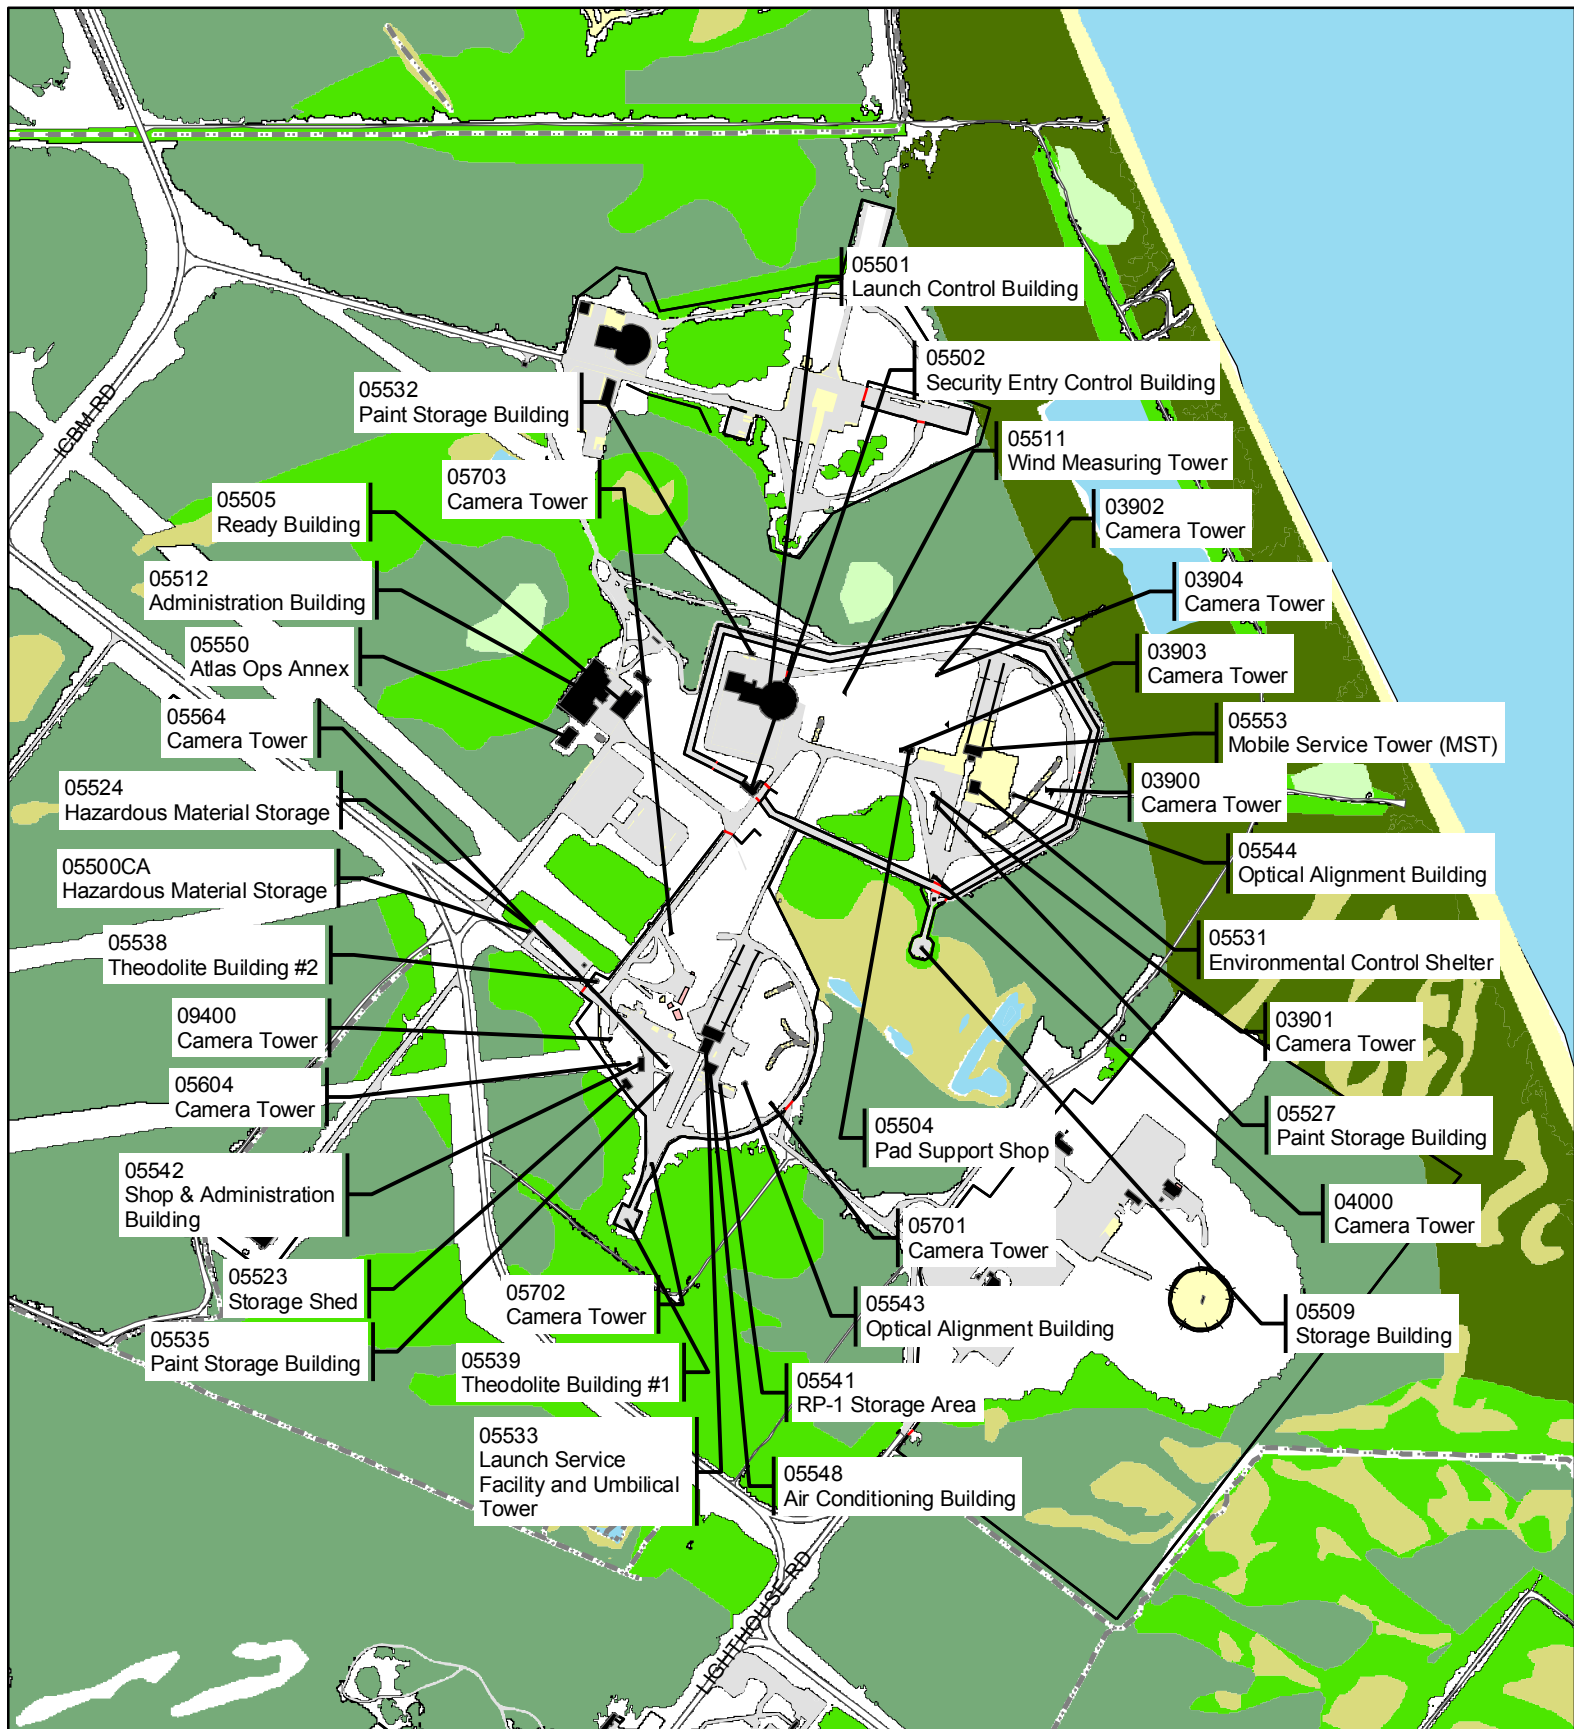 05501
Launch Control Building
05502
Security Entry Control Building
05532
Paint Storage Building
ICBM RD
05511
Wind Measuring Tower
05703
Camera Tower
05505
Ready Building
03902
Camera Tower
05512
Administration Building
03904
Camera Tower
05550
Atlas Ops Annex
03903
Camera Tower
05564
Camera Tower
05553
Mobile Service Tower (MST)
05524
Hazardous Material Storage
03900
Camera Tower
05500CA
Hazardous Material Storage
05544
Optical Alignment Building
05538
Theodolite Building #2
05531
Environmental Control Shelter
09400
Camera Tower
03901
Camera Tower
05604
Camera Tower
05504
Pad Support Shop
05527
Paint Storage Building
05542
Shop & Administration
Building
04000
Camera Tower
05701
Camera Tower
05523
Storage Shed
05702
Camera Tower
05543
Optical Alignment Building
05509
Storage Building
05535
Paint Storage Building
05539
Theodolite Building #1
05541
RP-1 Storage Area
05533
Launch Service
Facility and Umbilical
Tower
05548
Air Conditioning Building
LIGHTHOUSE RD